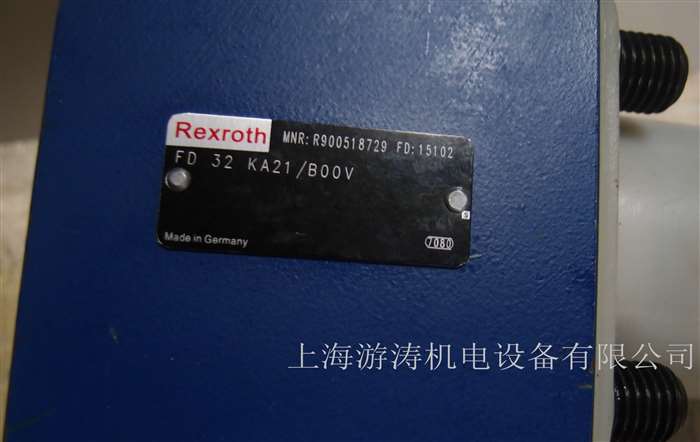 Rexroth MNR: R900518729 FD: 15102
FD 32 KA21/B00V
Made in Germany 7080
上海游涛机电设备有限公司